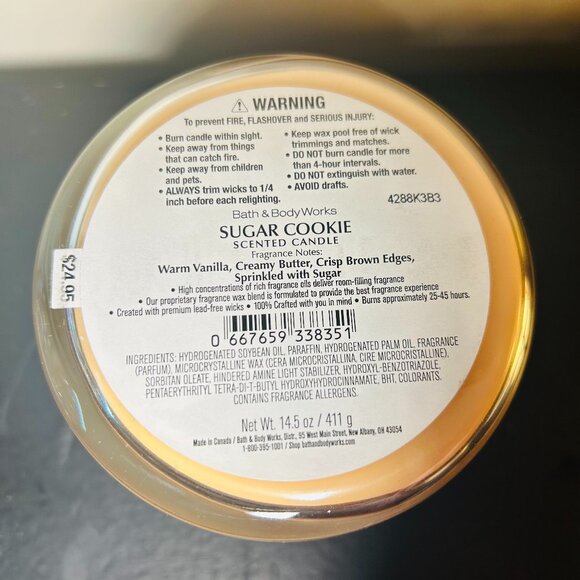 ⚠ WARNING
To prevent FIRE, FLASHOVER and SERIOUS INJURY:
• Burn candle within sight.
• Keep away from things
that can catch fire.
• Keep away from children
and pets.
• ALWAYS trim wicks to 1/4
inch before each relighting.
• Keep wax pool free of wick
trimmings and matches.
• DO NOT burn candle for more
than 4-hour intervals.
• DO NOT extinguish with water.
• AVOID drafts.
4288K3B3
Bath & Body Works
SUGAR COOKIE
SCENTED CANDLE
Fragrance Notes:
Warm Vanilla, Creamy Butter, Crisp Brown Edges,
Sprinkled with Sugar
• High concentrations of rich fragrance oils deliver room-filling fragrance
• Our proprietary fragrance wax blend is formulated to provide the best fragrance experience
• Created with premium lead-free wicks • 100% Crafted with you in mind • Burns approximately 25-45 hours.
0 667659 338351
INGREDIENTS: HYDROGENATED SOYBEAN OIL, PARAFFIN, HYDROGENATED PALM OIL, FRAGRANCE
(PARFUM), MICROCRYSTALLINE WAX (CERA MICROCRISTALLINA, CIRE MICROCRISTALLINE),
SORBITAN OLEATE, HINDERED AMINE LIGHT STABILIZER, HYDROXYL-BENZOTRIAZOLE,
PENTAERYTHRITYL TETRA-DI-T-BUTYL HYDROXYHYDROCINNAMATE, BHT, COLORANTS.
CONTAINS FRAGRANCE ALLERGENS.
Net Wt. 14.5 oz / 411 g
Made in Canada / Bath & Body Works, Distr., 95 West Main Street, New Albany, OH 43054
1-800-395-1001 / Shop bathandbodyworks.com
$24.95